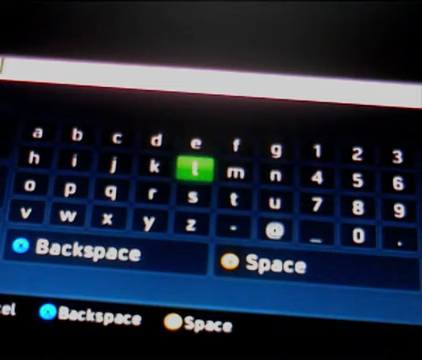 a b c d e f g 1 2 3
h i j k l m n 4 5 6
o p q r s t u 7 8 9
v w x y z - @ _ 0 .
Backspace Space
Backspace Space